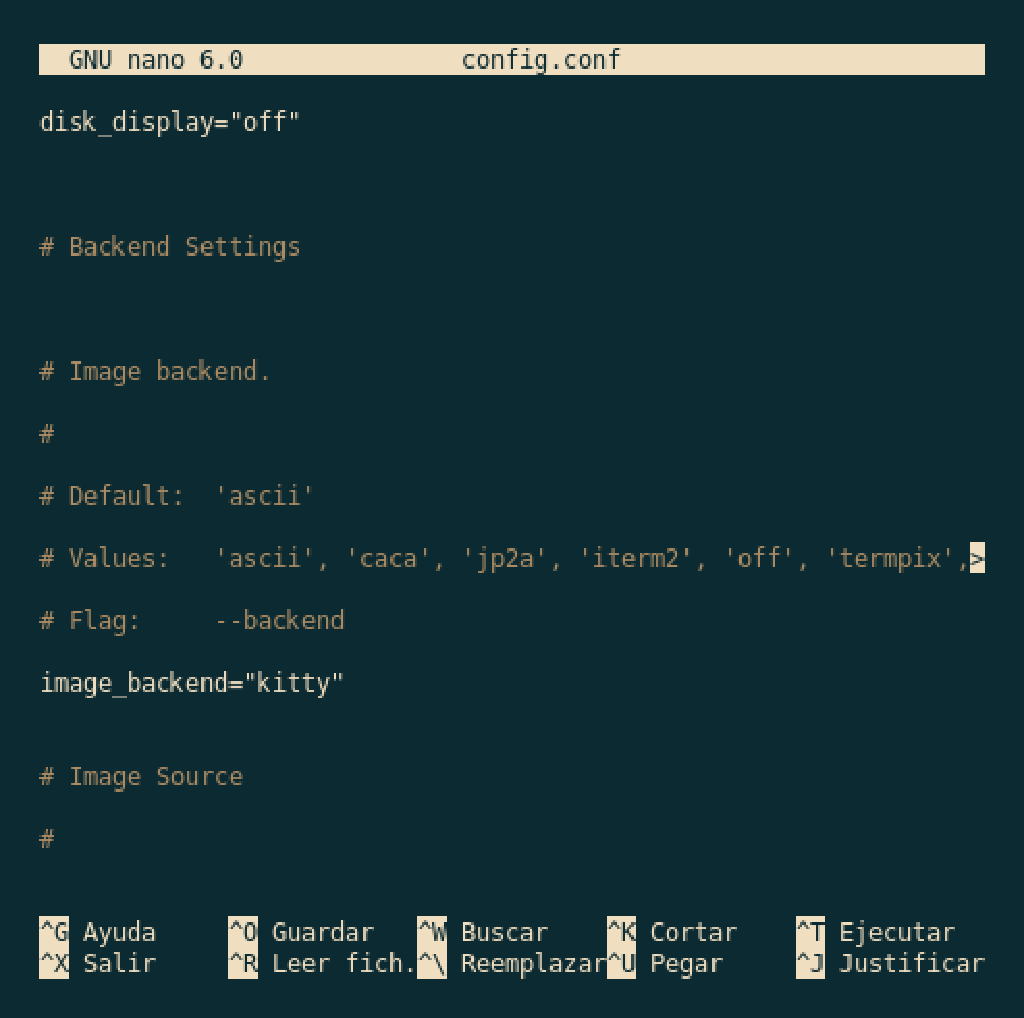 GNU nano 6.0 config.conf
disk_display="off"
# Backend Settings
# Image backend.
#
# Default:  'ascii'
# Values:   'ascii', 'caca', 'jp2a', 'iterm2', 'off', 'termpix',>
# Flag:     --backend
image_backend="kitty"
# Image Source
#
^G Ayuda ^O Guardar ^W Buscar ^K Cortar ^T Ejecutar
^X Salir ^R Leer fich. ^\ Reemplazar ^U Pegar ^J Justificar